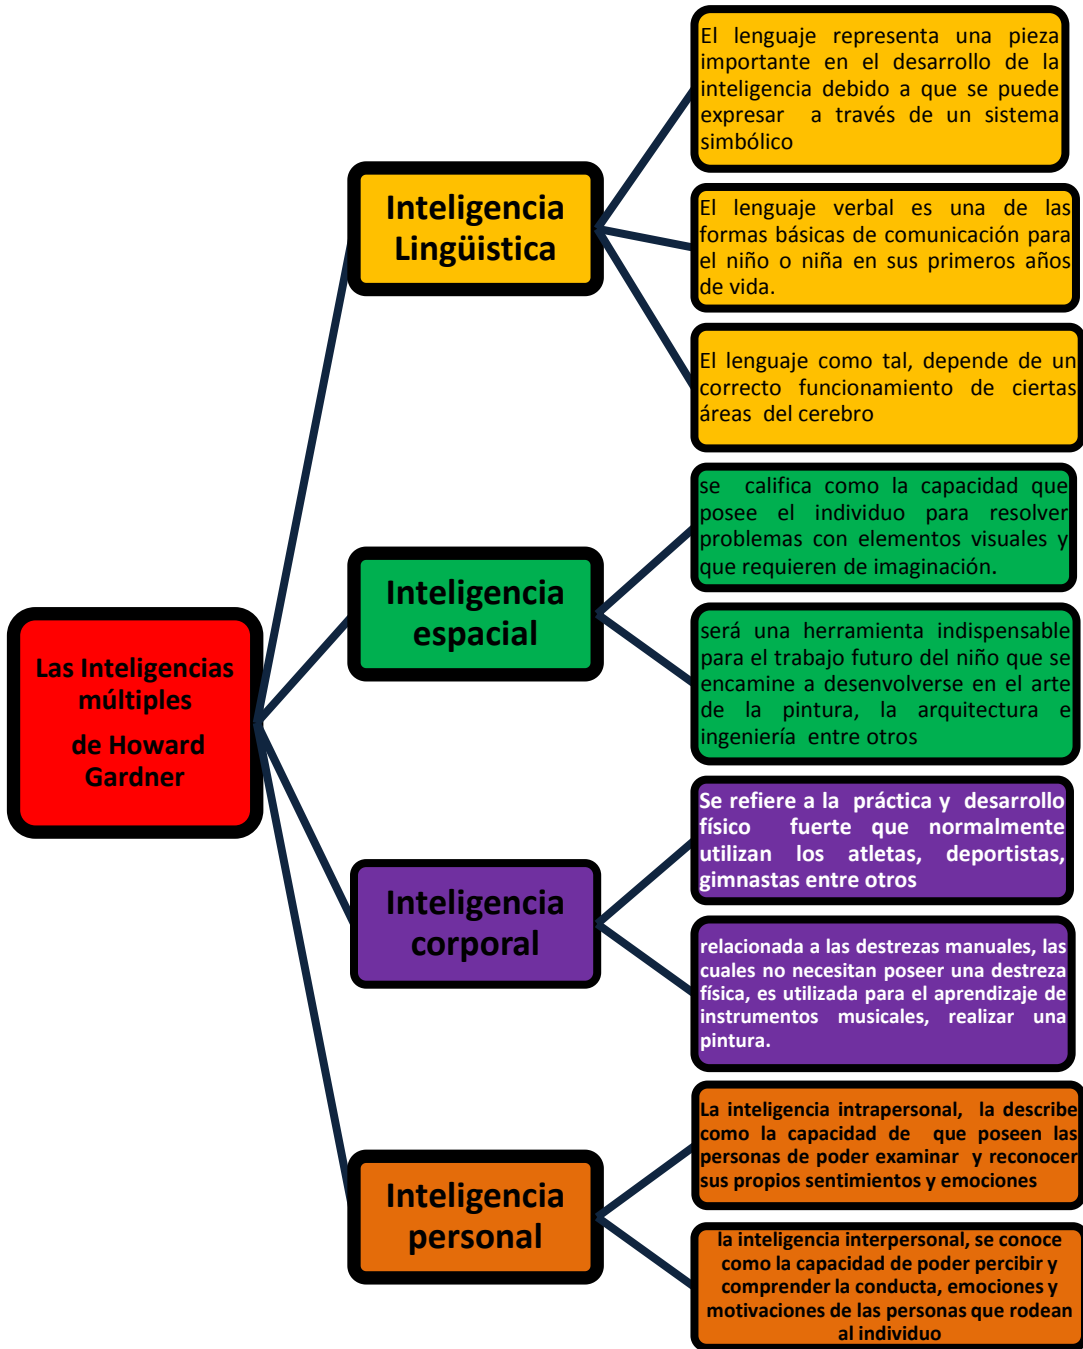 Las Inteligencias
múltiples
de Howard
Gardner
Inteligencia
Lingüistica
El lenguaje representa una pieza
importante en el desarrollo de la
inteligencia debido a que se puede
expresar a través de un sistema
simbólico
El lenguaje verbal es una de las
formas básicas de comunicación para
el niño o niña en sus primeros años
de vida.
El lenguaje como tal, depende de un
correcto funcionamiento de ciertas
áreas del cerebro
Inteligencia
espacial
se califica como la capacidad que
posee el individuo para resolver
problemas con elementos visuales y
que requieren de imaginación.
será una herramienta indispensable
para el trabajo futuro del niño que se
encamine a desenvolverse en el arte
de la pintura, la arquitectura e
ingeniería entre otros
Inteligencia
corporal
Se refiere a la práctica y desarrollo
físico fuerte que normalmente
utilizan los atletas, deportistas,
gimnastas entre otros
relacionada a las destrezas manuales, las
cuales no necesitan poseer una destreza
física, es utilizada para el aprendizaje de
instrumentos musicales, realizar una
pintura.
Inteligencia
personal
La inteligencia intrapersonal, la describe
como la capacidad de que poseen las
personas de poder examinar y reconocer
sus propios sentimientos y emociones
la inteligencia interpersonal, se conoce
como la capacidad de poder percibir y
comprender la conducta, emociones y
motivaciones de las personas que rodean
al individuo